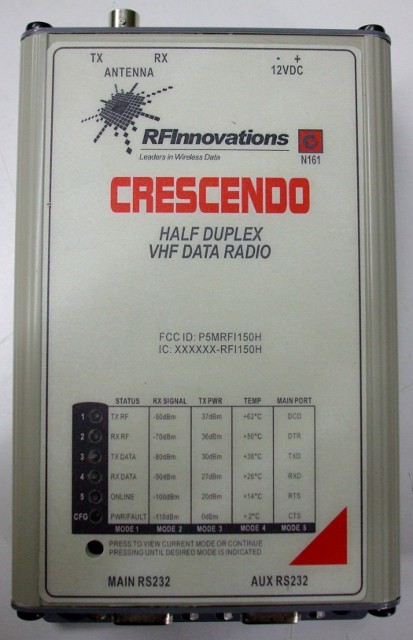 TX RX
ANTENNA
- +
12VDC
RFInnovations
Leaders in Wireless Data
N161
CRESCENDO
HALF DUPLEX
VHF DATA RADIO
FCC ID: P5MRFI150H
IC: XXXXXX-RFI150H
STATUS RX SIGNAL TX PWR TEMP MAIN PORT
1 TX RF -50dBm 37dBm +62°C DCD
2 RX RF -70dBm 36dBm +50°C DTR
3 TX DATA -80dBm 30dBm +38°C TXD
4 RX DATA -90dBm 27dBm +26°C RXD
5 ONLINE -100dBm 20dBm +14°C RTS
CFG PWR/FAULT -110dBm 0dBm +2°C CTS
MODE 1 MODE 2 MODE 3 MODE 4 MODE 5
PRESS TO VIEW CURRENT MODE OR CONTINUE
PRESSING UNTIL DESIRED MODE IS INDICATED
MAIN RS232 AUX RS232